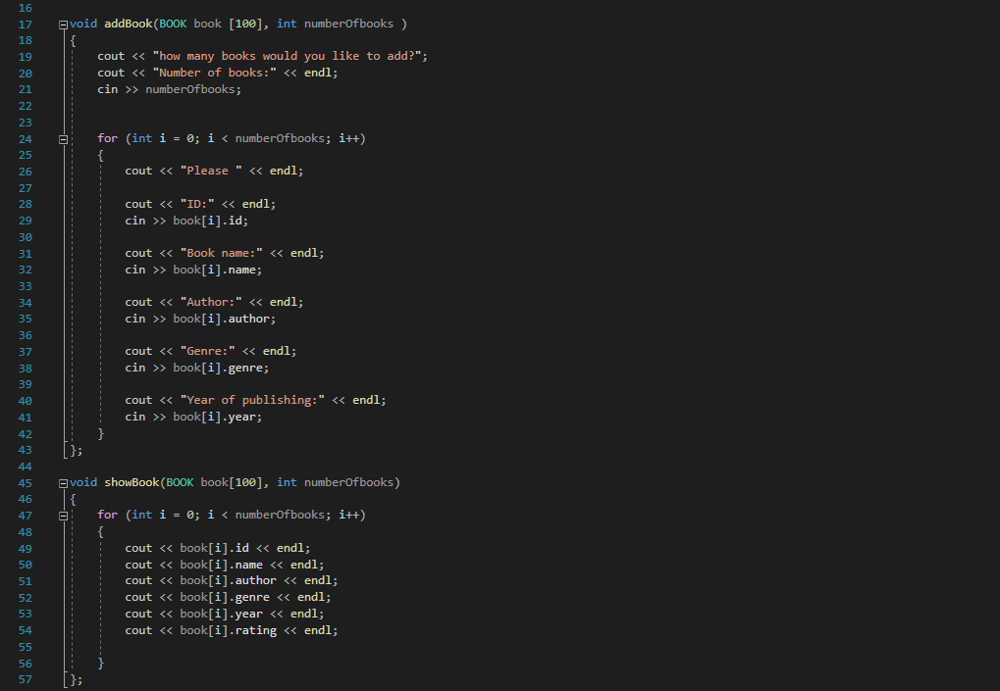 16
17 void addBook(BOOK book [100], int numberOfbooks )
18 {
19 cout << "how many books would you like to add?";
20 cout << "Number of books:" << endl;
21 cin >> numberOfbooks;
22
23
24 for (int i = 0; i < numberOfbooks; i++)
25 {
26 cout << "Please " << endl;
27
28 cout << "ID:" << endl;
29 cin >> book[i].id;
30
31 cout << "Book name:" << endl;
32 cin >> book[i].name;
33
34 cout << "Author:" << endl;
35 cin >> book[i].author;
36
37 cout << "Genre:" << endl;
38 cin >> book[i].genre;
39
40 cout << "Year of publishing:" << endl;
41 cin >> book[i].year;
42 }
43 };
44
45 void showBook(BOOK book[100], int numberOfbooks)
46 {
47 for (int i = 0; i < numberOfbooks; i++)
48 {
49 cout << book[i].id << endl;
50 cout << book[i].name << endl;
51 cout << book[i].author << endl;
52 cout << book[i].genre << endl;
53 cout << book[i].year << endl;
54 cout << book[i].rating << endl;
55
56 }
57 };